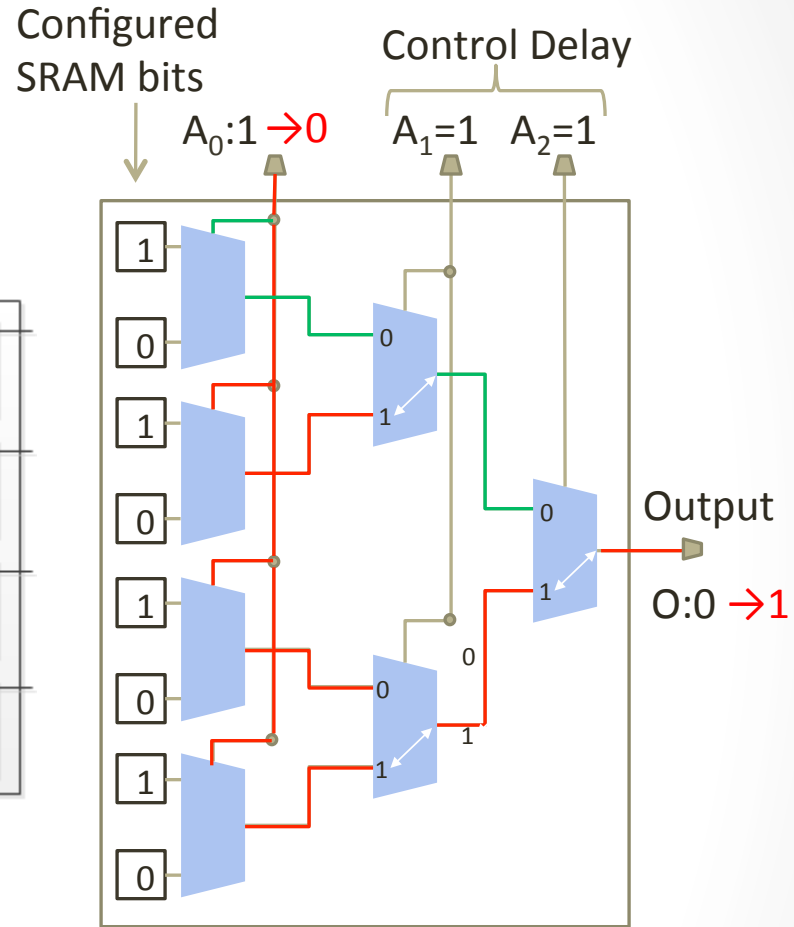 Configured
SRAM bits
Control Delay
A₀:1 →0
A₁=1
A₂=1
1
0
1
0
1
0
1
0
0
1
0
1
0
1
0
1
Output
O:0 →1